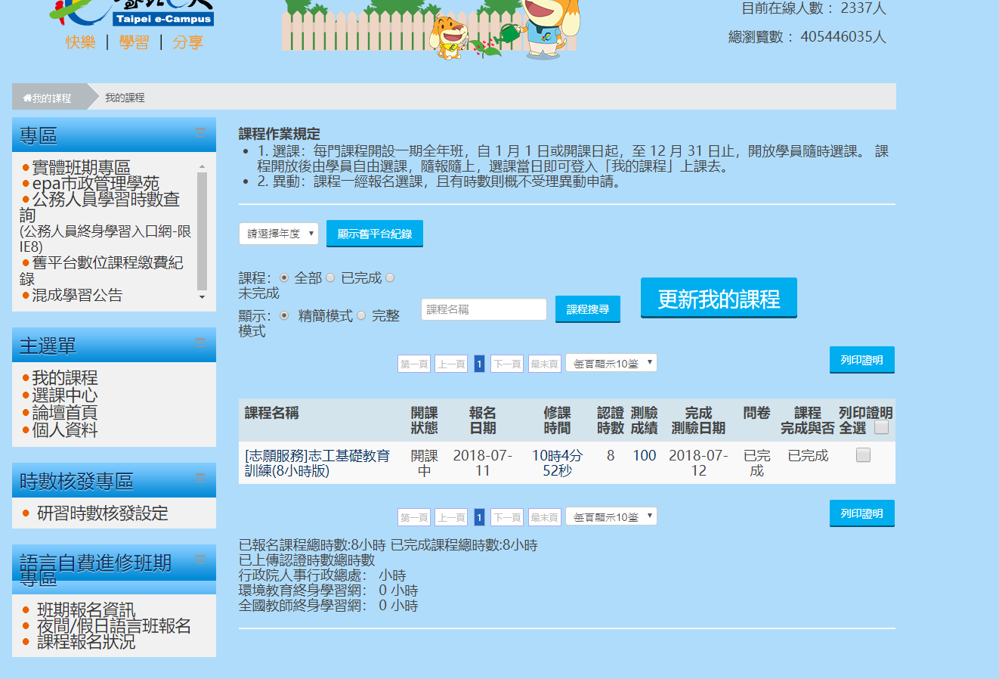 臺北e大
Taipei e-Campus
快樂 | 學習 | 分享
目前在線人數： 2337人
總瀏覽數： 405446035人
我的課程
我的課程
專區
實體班期專區
epa市政管理學苑
公務人員學習時數查
詢
(公務人員終身學習入口網-限
IE8)
舊平台數位課程繳費紀
錄
混成學習公告
主選單
我的課程
選課中心
論壇首頁
個人資料
時數核發專區
研習時數核發設定
語言自費進修班期
專區
班期報名資訊
夜間/假日語言班報名
課程報名狀況
課程作業規定
1. 選課：每門課程開設一期全年班，自 1 月 1 日或開課日起，至 12 月 31 日止，開放學員隨時選課。 課
程開放後由學員自由選課，隨報隨上，選課當日即可登入「我的課程」上課去。
2. 異動：課程一經報名選課，且有時數則概不受理異動申請。
請選擇年度
顯示舊平台紀錄
課程： 全部 已完成
未完成
顯示： 精簡模式 完整
模式
課程名稱
課程搜尋
更新我的課程
第一頁 上一頁 1 下一頁 最末頁 每頁顯示10筆
列印證明
課程名稱 開課狀態 報名日期 修課時間 認證時數 測驗成績 完成測驗日期 問卷 課程完成與否 列印證明全選
[志願服務]志工基礎教育 開課 2018-07- 10時4分 8 100 2018-07- 已完 已完成
訓練(8小時版) 中 11 52秒 12 成
第一頁 上一頁 1 下一頁 最末頁 每頁顯示10筆
列印證明
已報名課程總時數:8小時 已完成課程總時數:8小時
已上傳認證時數總時數
行政院人事行政總處： 小時
環境教育終身學習網： 0 小時
全國教師終身學習網： 0 小時